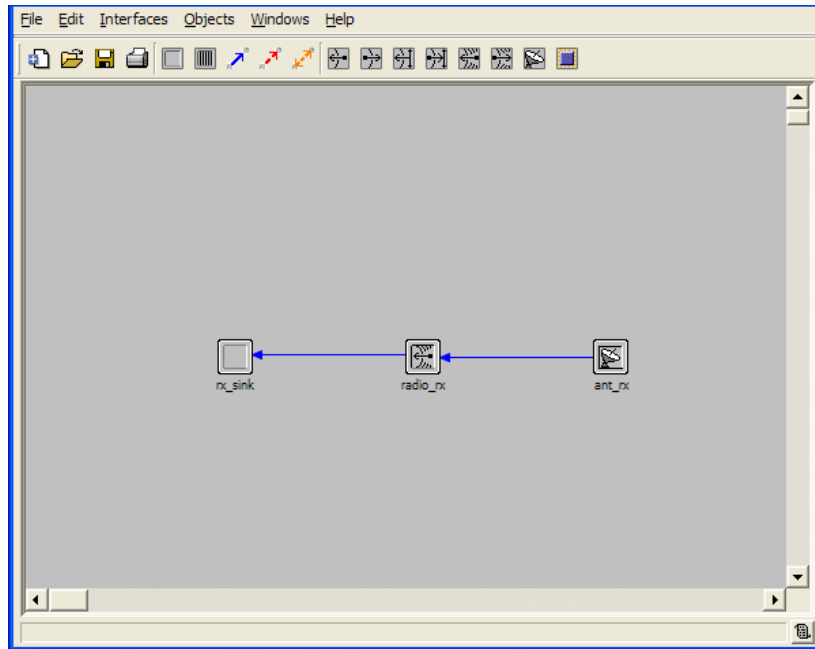 File Edit Interfaces Objects Windows Help
rx_sink radio_rx ant_rx